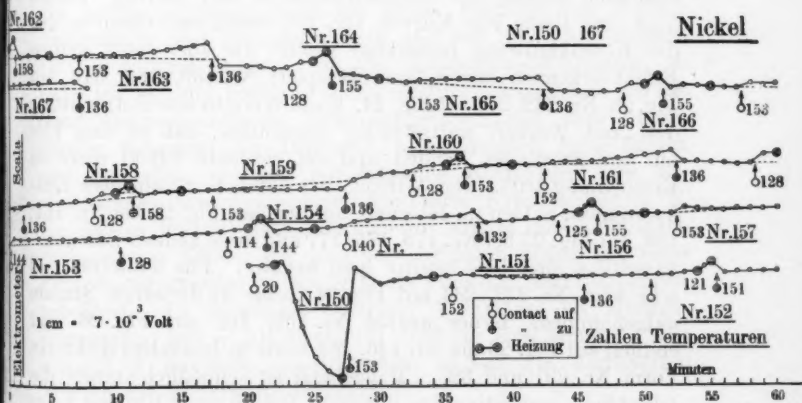 Nr.162
Nr.164
Nr.150 167
Nickel
158
153
Nr.163
136
128
155
153
Nr.165
136
128
155
153
Nr.167
136
Nr.166
Scala
Nr.158
Nr.159
Nr.160
128
153
152
Nr.161
136
128
136
128
158
153
Nr.154
136
132
125
155
Nr.156
153
Nr.157
144
Nr.153
128
114
144
140
Nr.
Nr.151
Elektrometer
20
Nr.150
153
152
136
121
151
Nr.152
1 cm = 7·10³ Volt
Contact auf
" zu
Heizung
Zahlen Temperaturen
Minuten
1 5 10 15 20 25 30 35 40 45 50 55 60